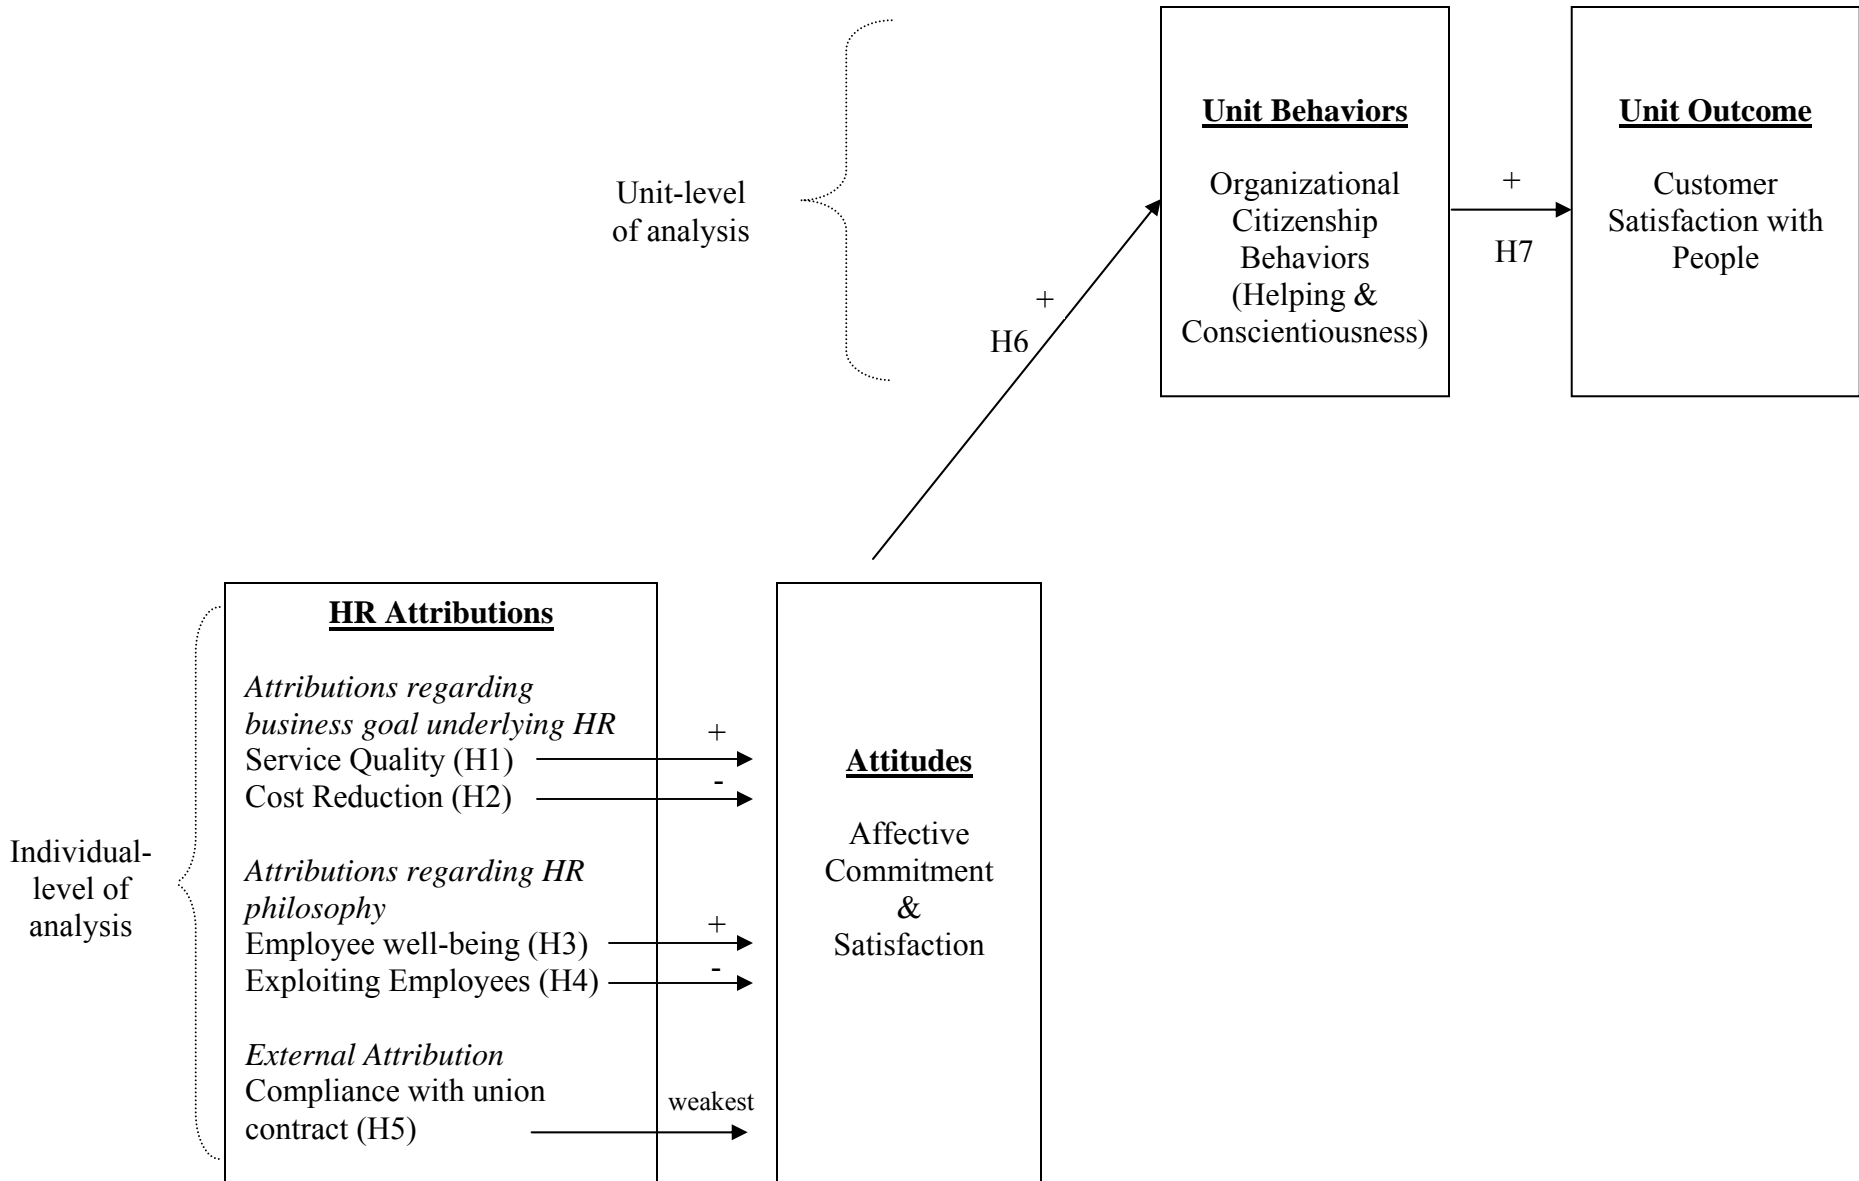 Unit-level
of analysis
Unit Behaviors
Organizational
Citizenship
Behaviors
(Helping &
Conscientiousness)
+
H7
Unit Outcome
Customer
Satisfaction with
People
+
H6
Individual-
level of
analysis
HR Attributions
Attributions regarding
business goal underlying HR
Service Quality (H1)
+
Cost Reduction (H2)
-
Attributions regarding HR
philosophy
Employee well-being (H3)
+
Exploiting Employees (H4)
-
External Attribution
Compliance with union
contract (H5)
weakest
Attitudes
Affective
Commitment
&
Satisfaction